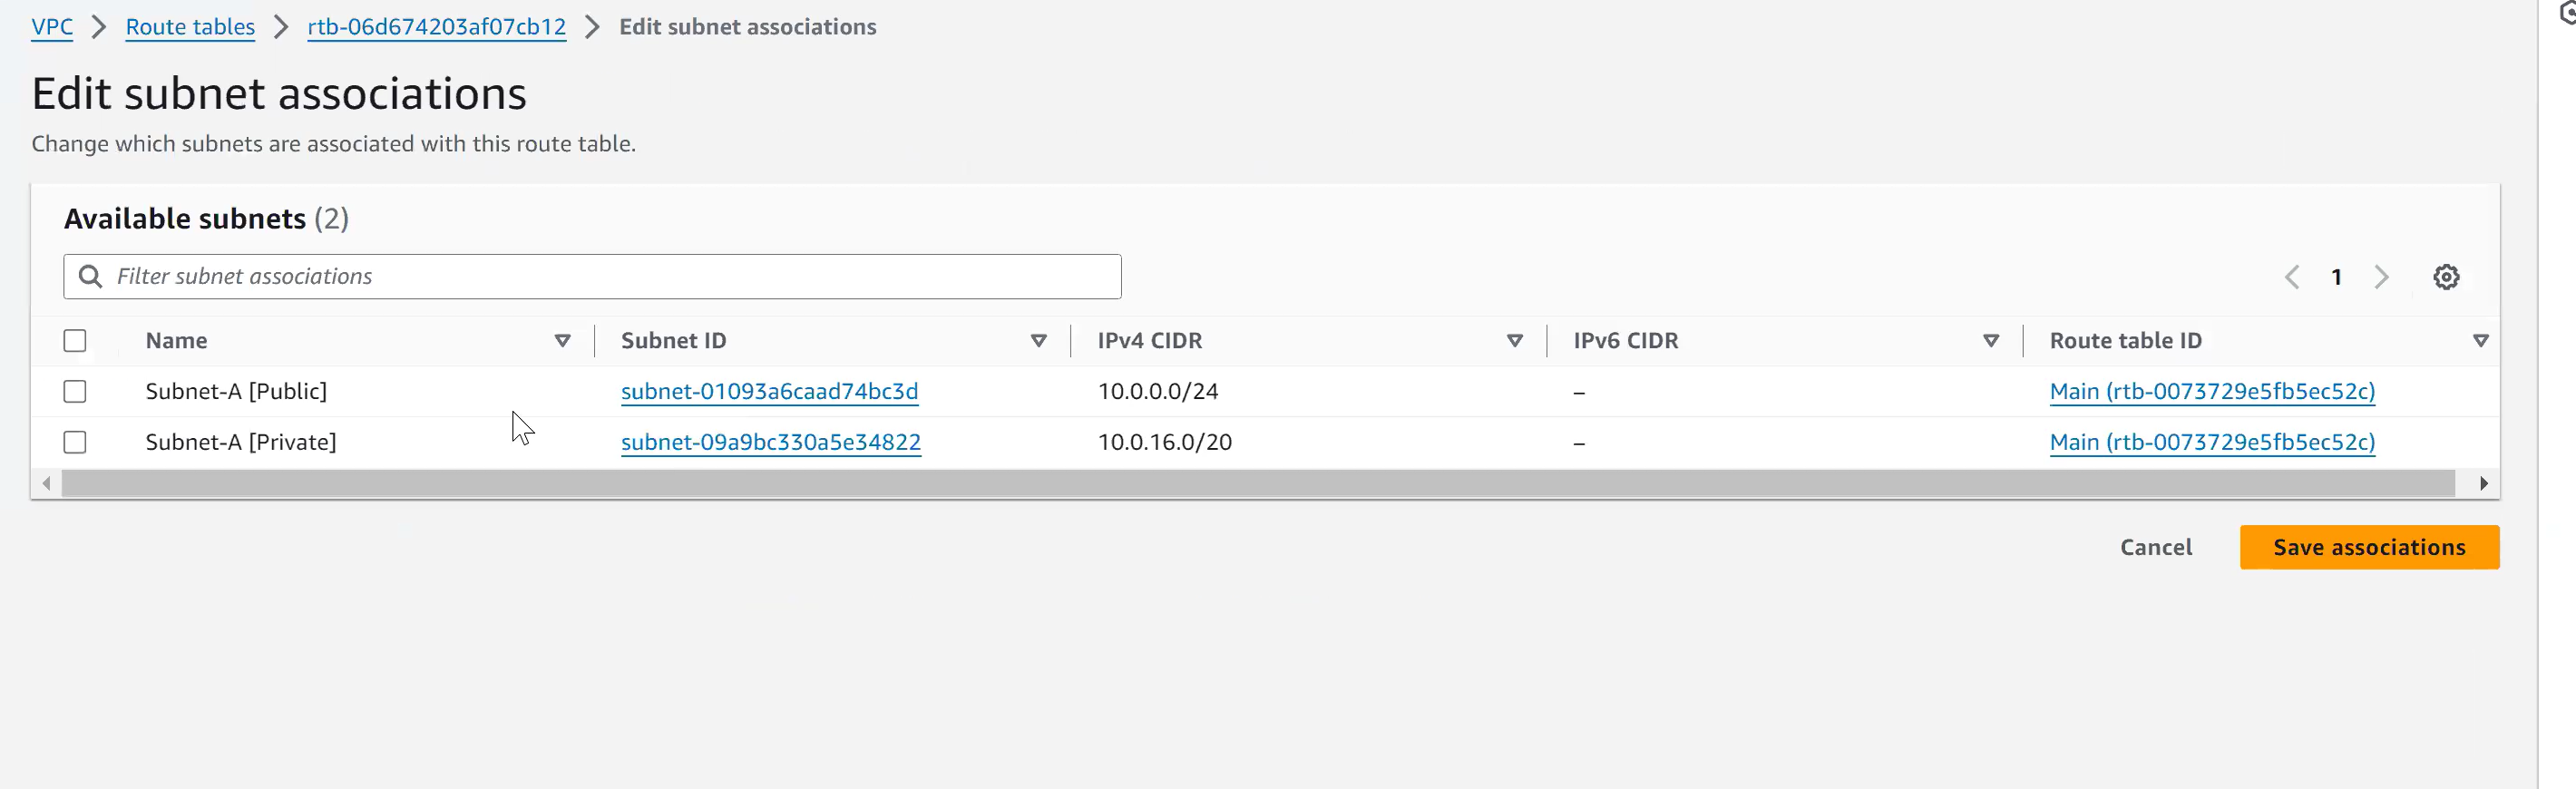 VPC > Route tables > rtb-06d674203af07cb12 > Edit subnet associations
Edit subnet associations
Change which subnets are associated with this route table.
Available subnets (2)
Filter subnet associations
1
Name Subnet ID IPv4 CIDR IPv6 CIDR Route table ID
Subnet-A [Public] subnet-01093a6caad74bc3d 10.0.0.0/24 – Main (rtb-0073729e5fb5ec52c)
Subnet-A [Private] subnet-09a9bc330a5e34822 10.0.16.0/20 – Main (rtb-0073729e5fb5ec52c)
Cancel Save associations